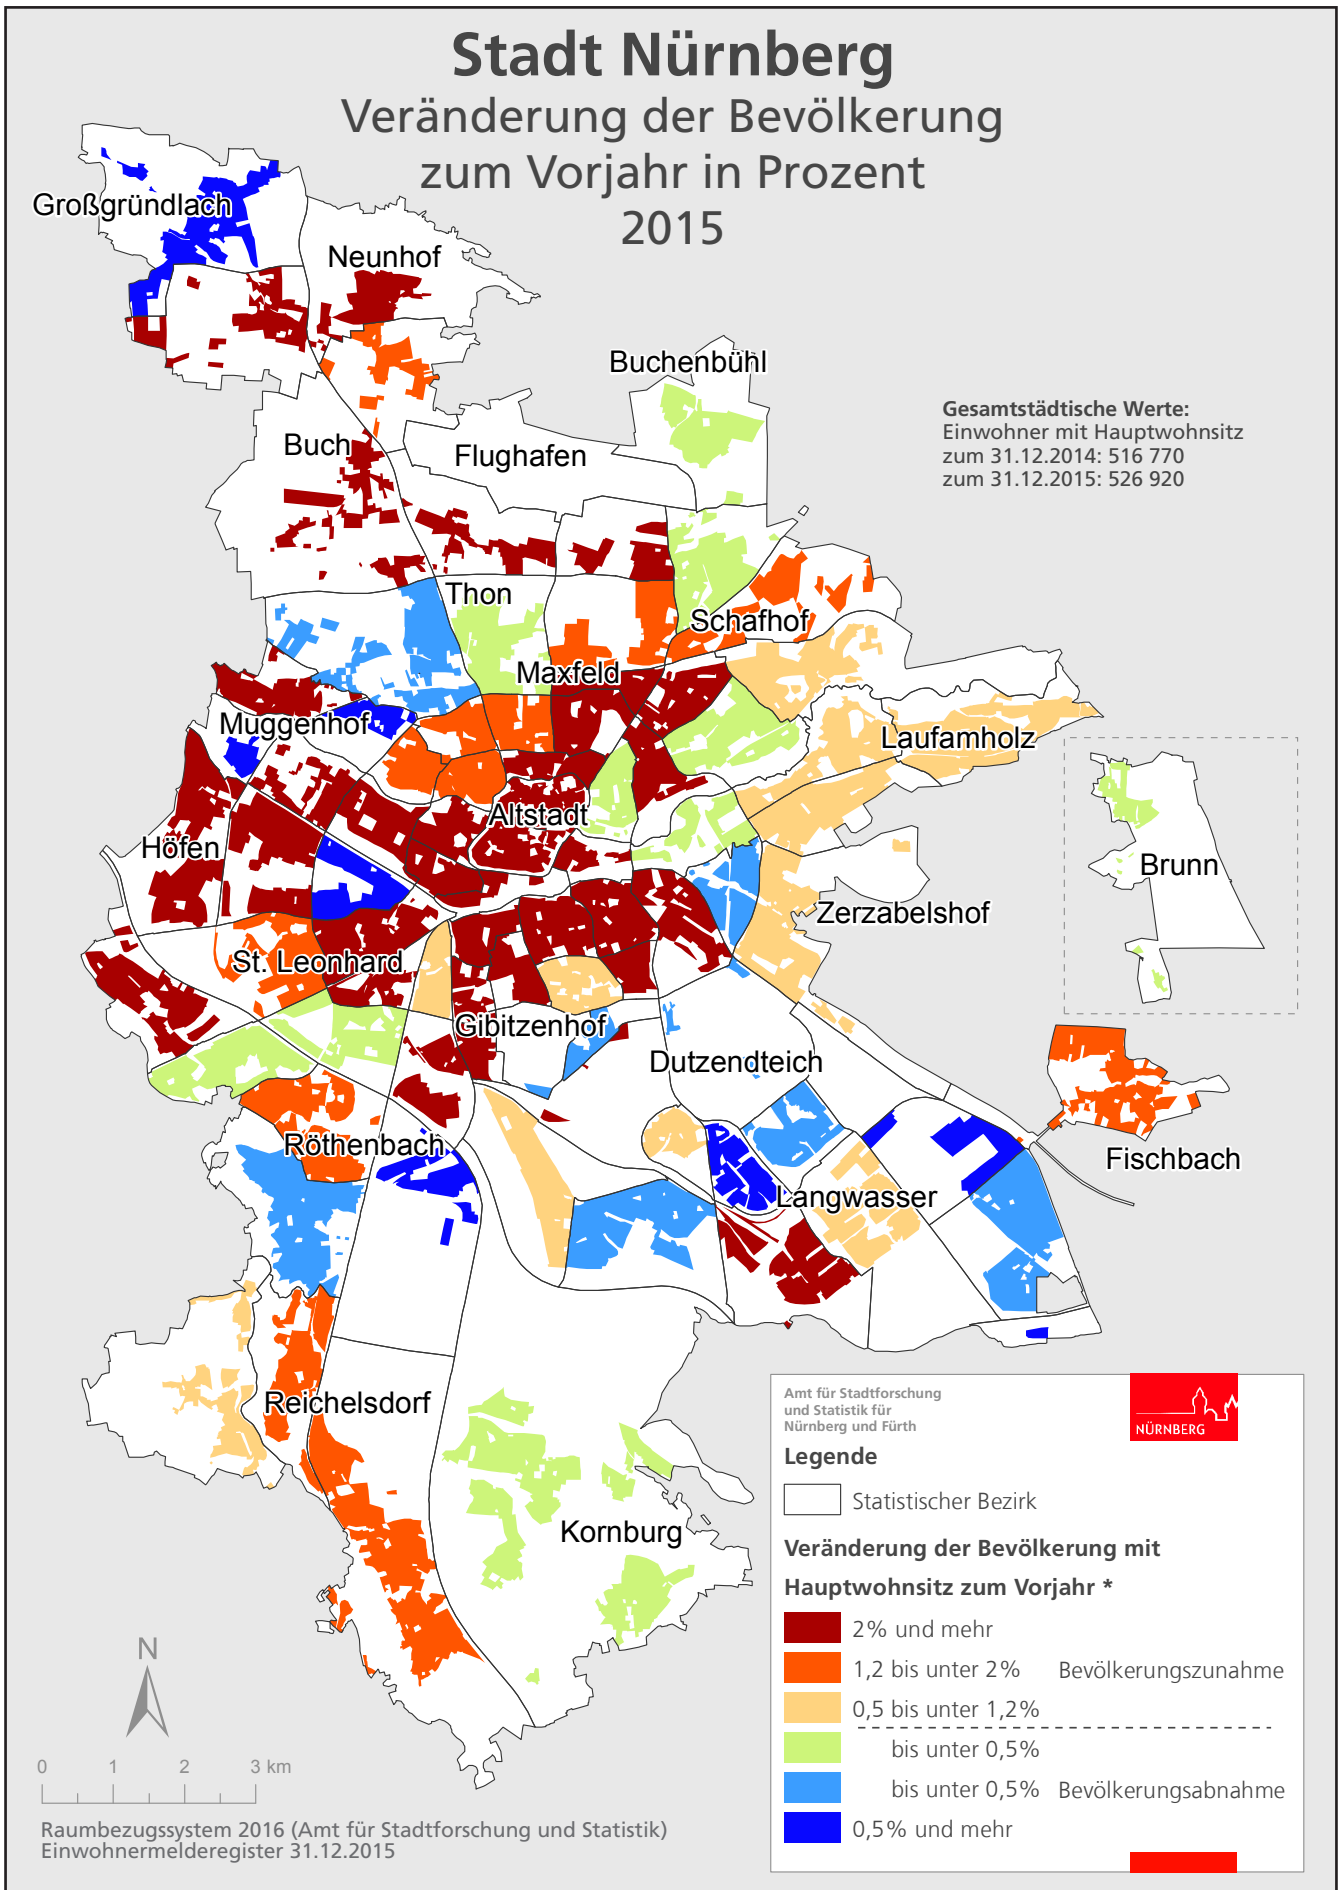 Stadt Nürnberg
Veränderung der Bevölkerung
zum Vorjahr in Prozent
2015
Großgründlach
Neunhof
Buchenbühl
Gesamtstädtische Werte:
Einwohner mit Hauptwohnsitz
zum 31.12.2014: 516 770
zum 31.12.2015: 526 920
Buch
Flughafen
Thon
Schafhof
Maxfeld
Muggenhof
Laufamholz
Altstadt
Höfen
Brunn
Zerzabelshof
St. Leonhard
Gibitzenhof
Dutzendteich
Röthenbach
Fischbach
Langwasser
Reichelsdorf
Kornburg
Amt für Stadtforschung
und Statistik für
Nürnberg und Fürth
NÜRNBERG
Legende
Statistischer Bezirk
Veränderung der Bevölkerung mit
Hauptwohnsitz zum Vorjahr *
2% und mehr
1,2 bis unter 2% Bevölkerungszunahme
0,5 bis unter 1,2%
bis unter 0,5%
bis unter 0,5% Bevölkerungsabnahme
0,5% und mehr
N
0 1 2 3 km
Raumbezugssystem 2016 (Amt für Stadtforschung und Statistik)
Einwohnermelderegister 31.12.2015